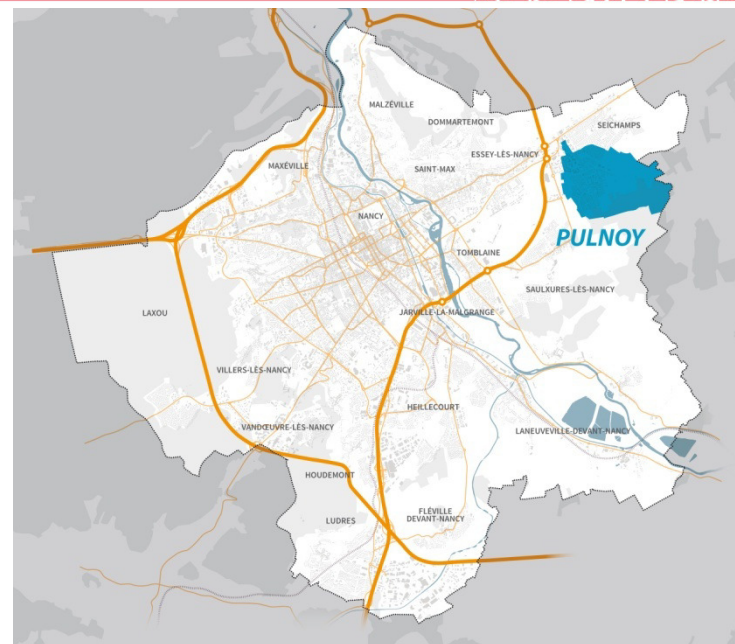 MALZÉVILLE
DOMMARTEMONT
SEICHAMPS
ESSEY-LÈS-NANCY
MAXÉVILLE
SAINT-MAX
NANCY
PULNOY
TOMBLAINE
SAULXURES-LÈS-NANCY
LAXOU
JARVILLE-LA-MALGRANGE
VILLERS-LÈS-NANCY
HEILLECOURT
VANDŒUVRE-LÈS-NANCY
LANEUVEVILLE-DEVANT-NANCY
HOUDEMONT
LUDRES
FLÉVILLE
DEVANT-NANCY